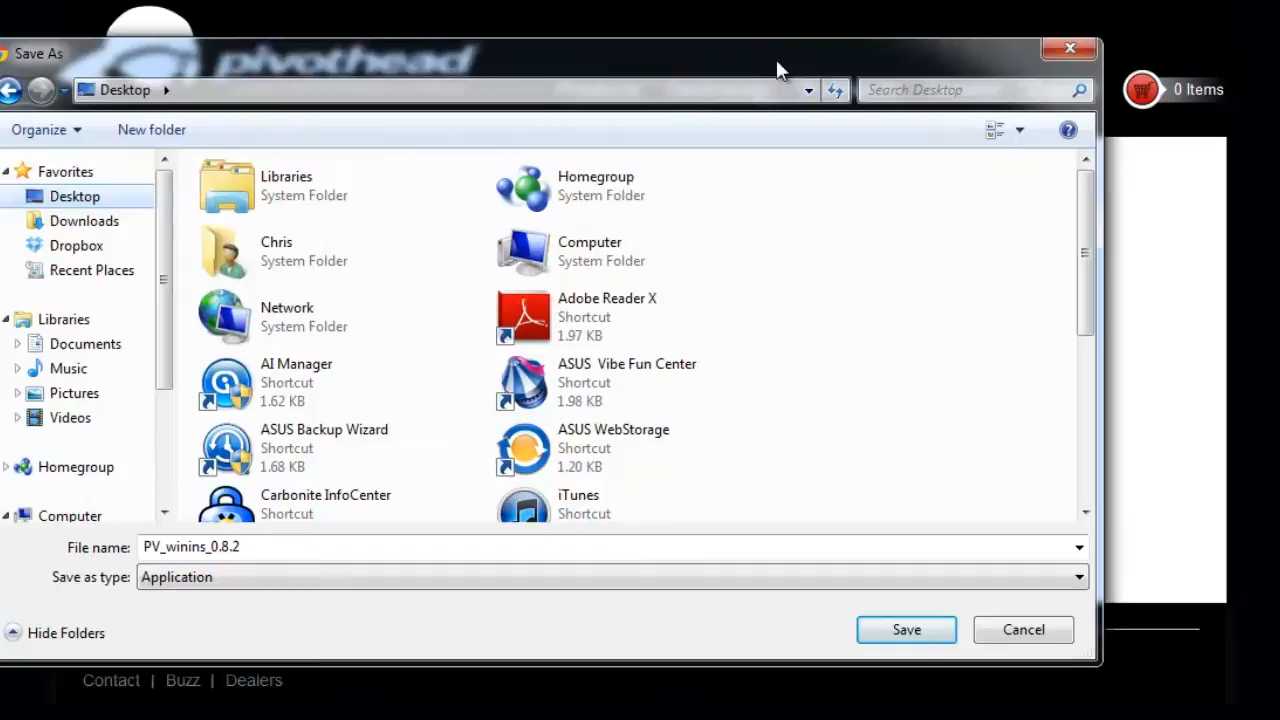 Save As
pivothead
Desktop
Search Desktop
0 Items
Organize
New folder
Favorites
Desktop
Downloads
Dropbox
Recent Places
Libraries
Documents
Music
Pictures
Videos
Homegroup
Computer
Libraries
System Folder
Homegroup
System Folder
Chris
System Folder
Computer
System Folder
Network
System Folder
Adobe Reader X
Shortcut
1.97 KB
AI Manager
Shortcut
1.62 KB
ASUS Vibe Fun Center
Shortcut
1.98 KB
ASUS Backup Wizard
Shortcut
1.68 KB
ASUS WebStorage
Shortcut
1.20 KB
Carbonite InfoCenter
Shortcut
iTunes
Shortcut
File name: PV_winins_0.8.2
Save as type: Application
Hide Folders
Save
Cancel
Contact | Buzz | Dealers